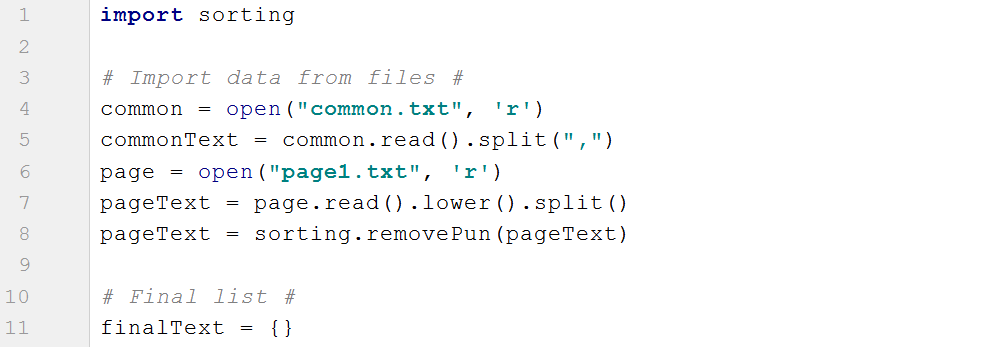 1 import sorting
2
3 # Import data from files #
4 common = open("common.txt", 'r')
5 commonText = common.read().split(",")
6 page = open("page1.txt", 'r')
7 pageText = page.read().lower().split()
8 pageText = sorting.removePun(pageText)
9
10 # Final list #
11 finalText = {}